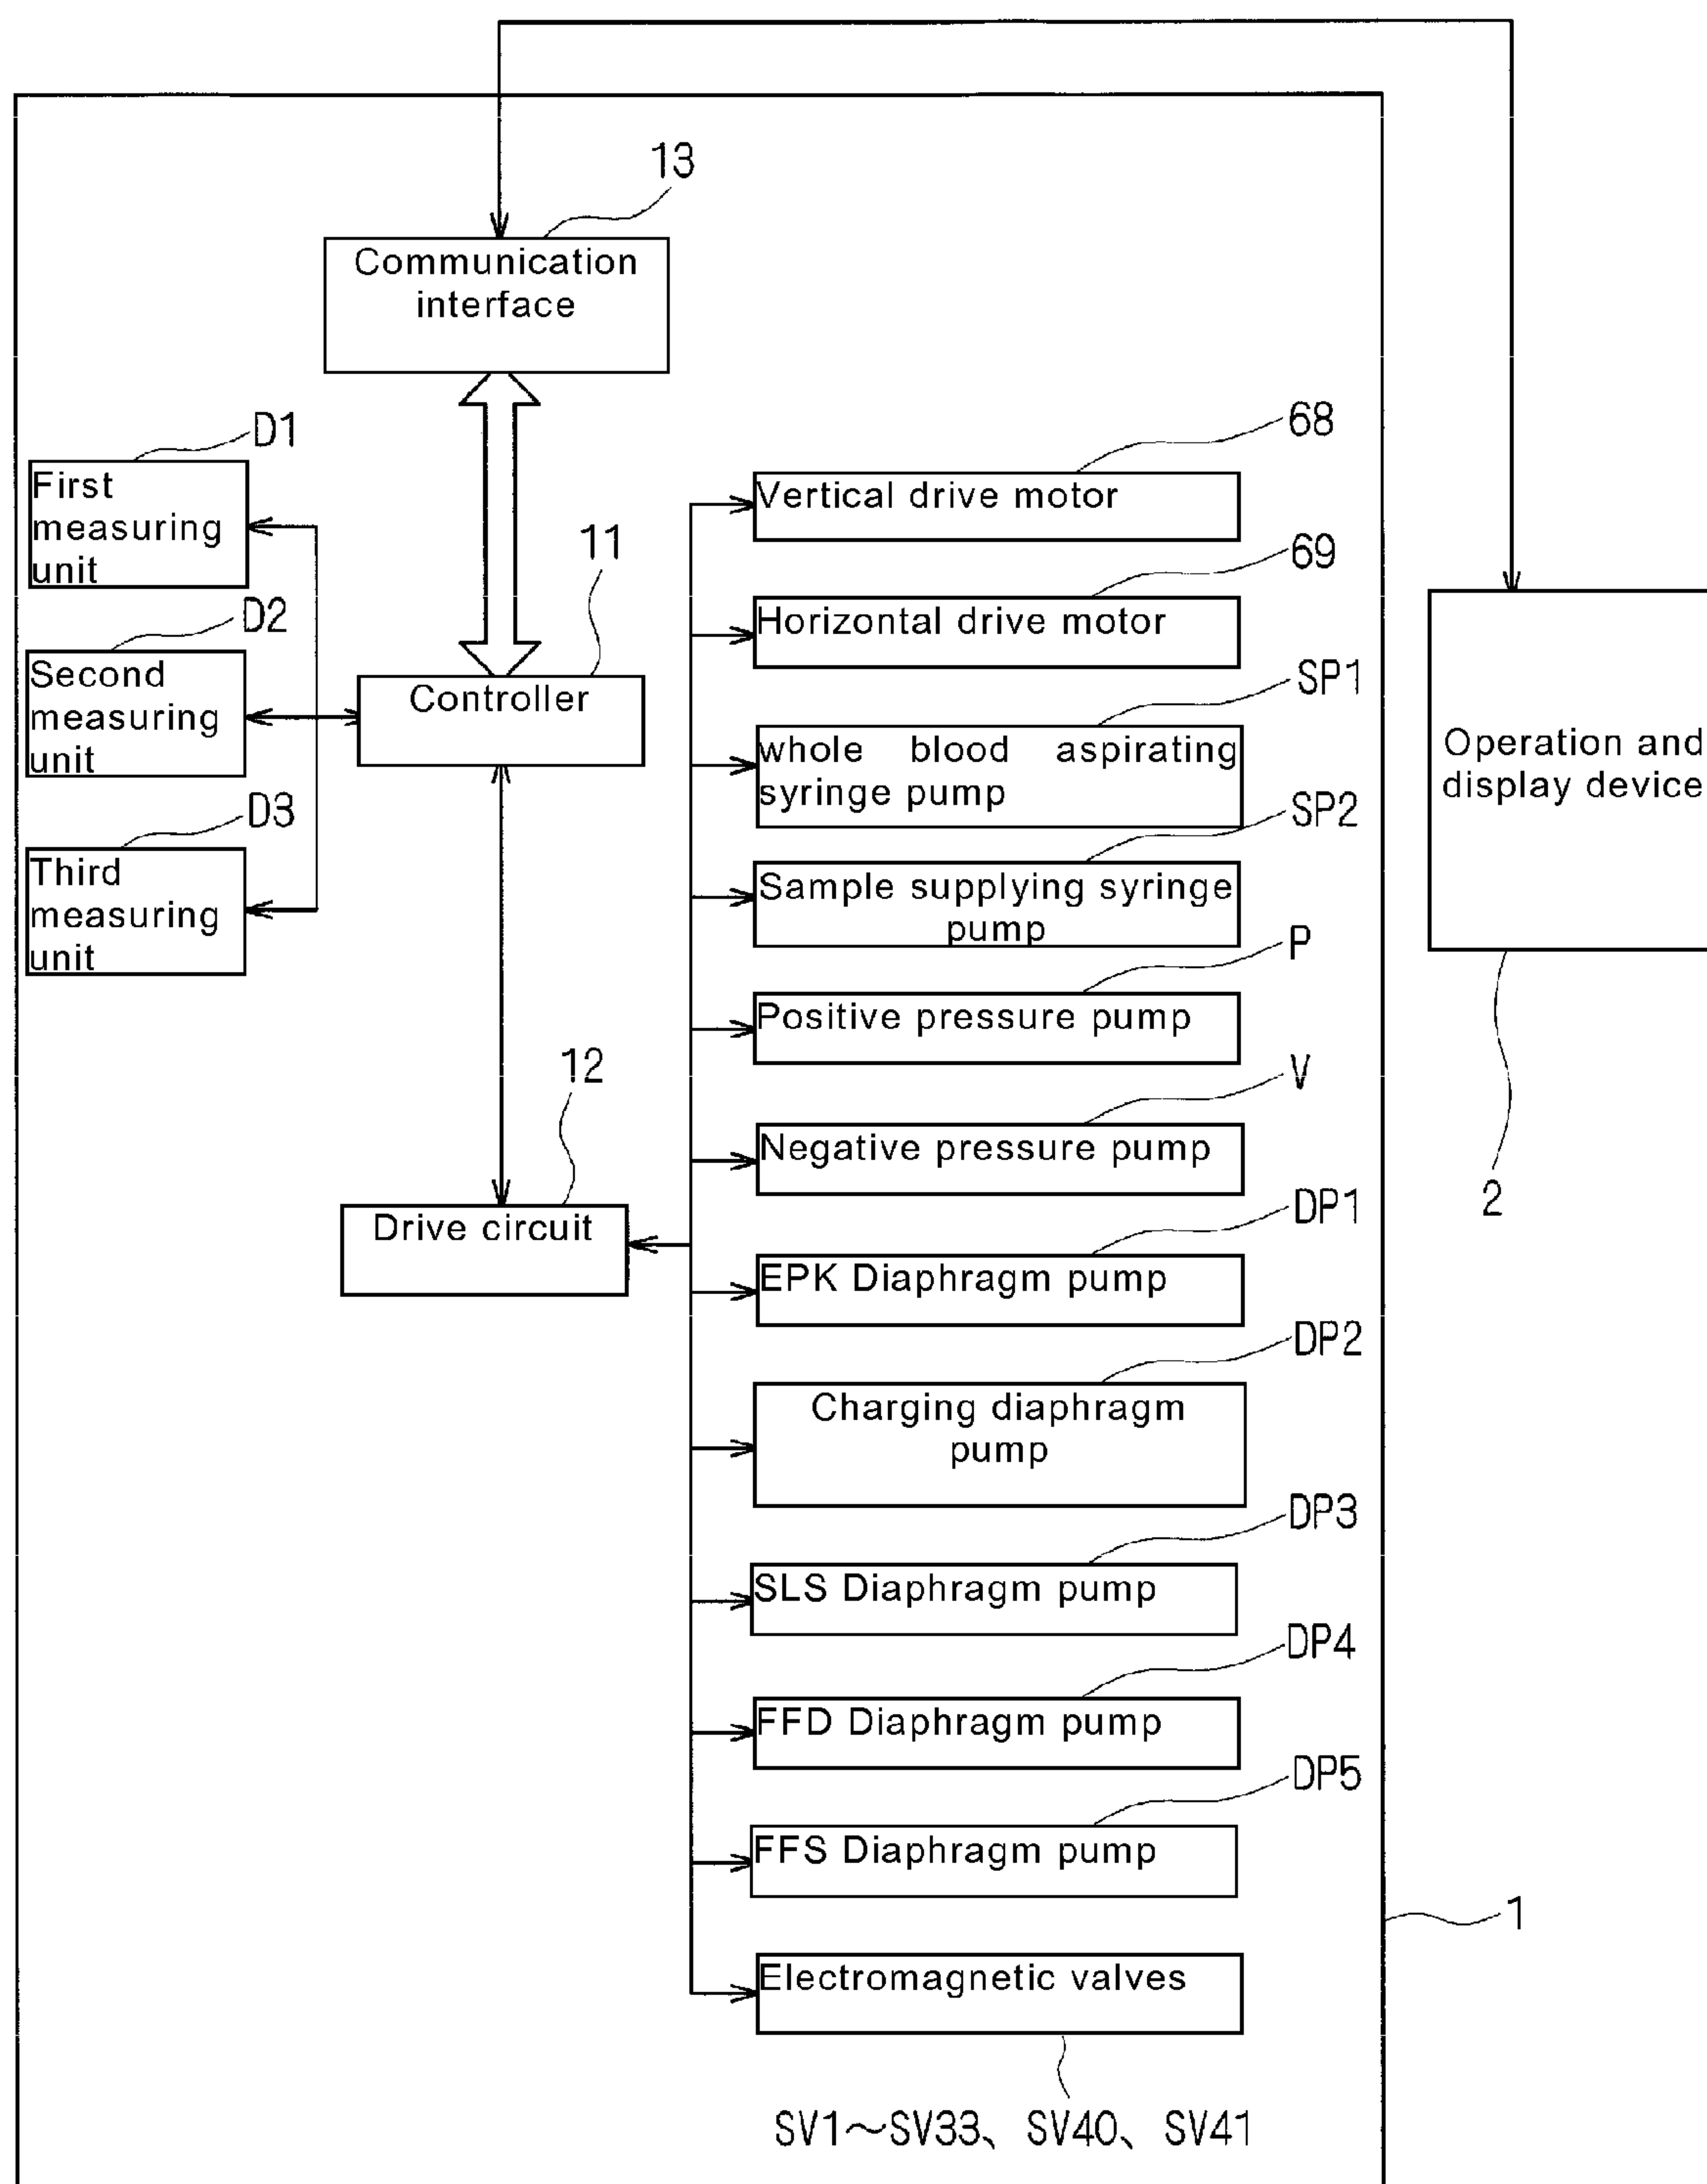 13
Communication
interface
D1
First
measuring
unit
D2
Second
measuring
unit
D3
Third
measuring
unit
11
Controller
12
Drive circuit
68
Vertical drive motor
69
Horizontal drive motor
SP1
whole blood aspirating
syringe pump
SP2
Sample supplying syringe
pump
P
Positive pressure pump
V
Negative pressure pump
DP1
EPK Diaphragm pump
DP2
Charging diaphragm
pump
DP3
SLS Diaphragm pump
DP4
FFD Diaphragm pump
DP5
FFS Diaphragm pump
Electromagnetic valves
SV1～SV33、SV40、SV41
Operation and
display device
2
1